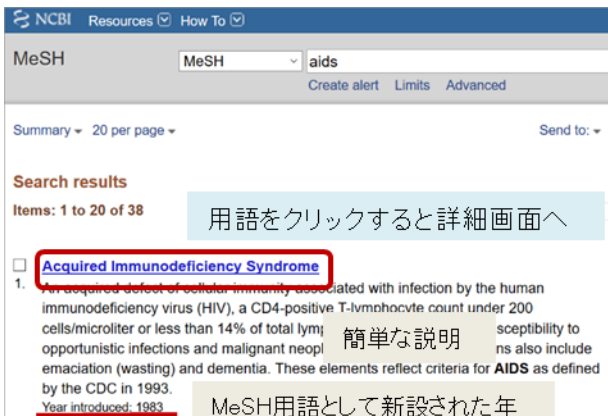 NCBI Resources How To
MeSH MeSH aids
Create alert Limits Advanced
Summary 20 per page Send to:
Search results
Items: 1 to 20 of 38
用語をクリックすると詳細画面へ
Acquired Immunodeficiency Syndrome
1. An acquired defect of cellular immunity associated with infection by the human
immunodeficiency virus (HIV), a CD4-positive T-lymphocyte count under 200
cells/microliter or less than 14% of total sceptibility to
簡単な説明
opportunistic infections and malignant ns also include
emaciation (wasting) and dementia. These elements reflect criteria for AIDS as defined
by the CDC in 1993.
Year introduced: 1983
MeSH用語として新設された年